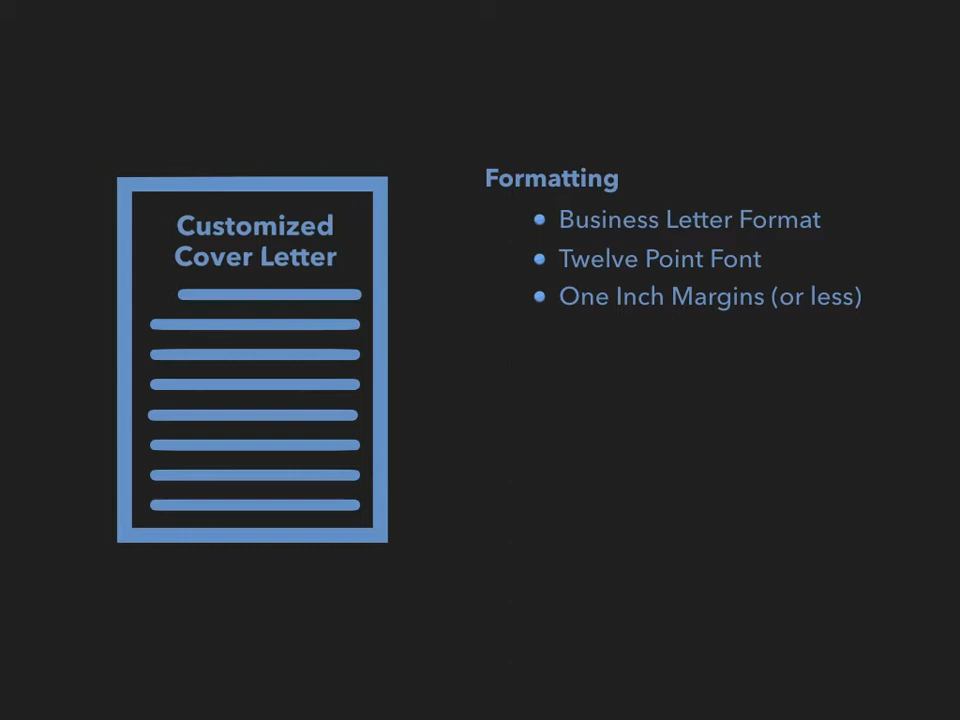 Customized
Cover Letter
Formatting
Business Letter Format
Twelve Point Font
One Inch Margins (or less)